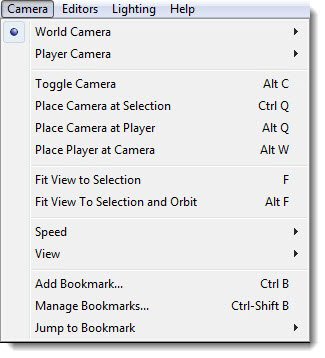 Camera Editors Lighting Help
World Camera
Player Camera
Toggle Camera Alt C
Place Camera at Selection Ctrl Q
Place Camera at Player Alt Q
Place Player at Camera Alt W
Fit View to Selection F
Fit View To Selection and Orbit Alt F
Speed
View
Add Bookmark... Ctrl B
Manage Bookmarks... Ctrl-Shift B
Jump to Bookmark